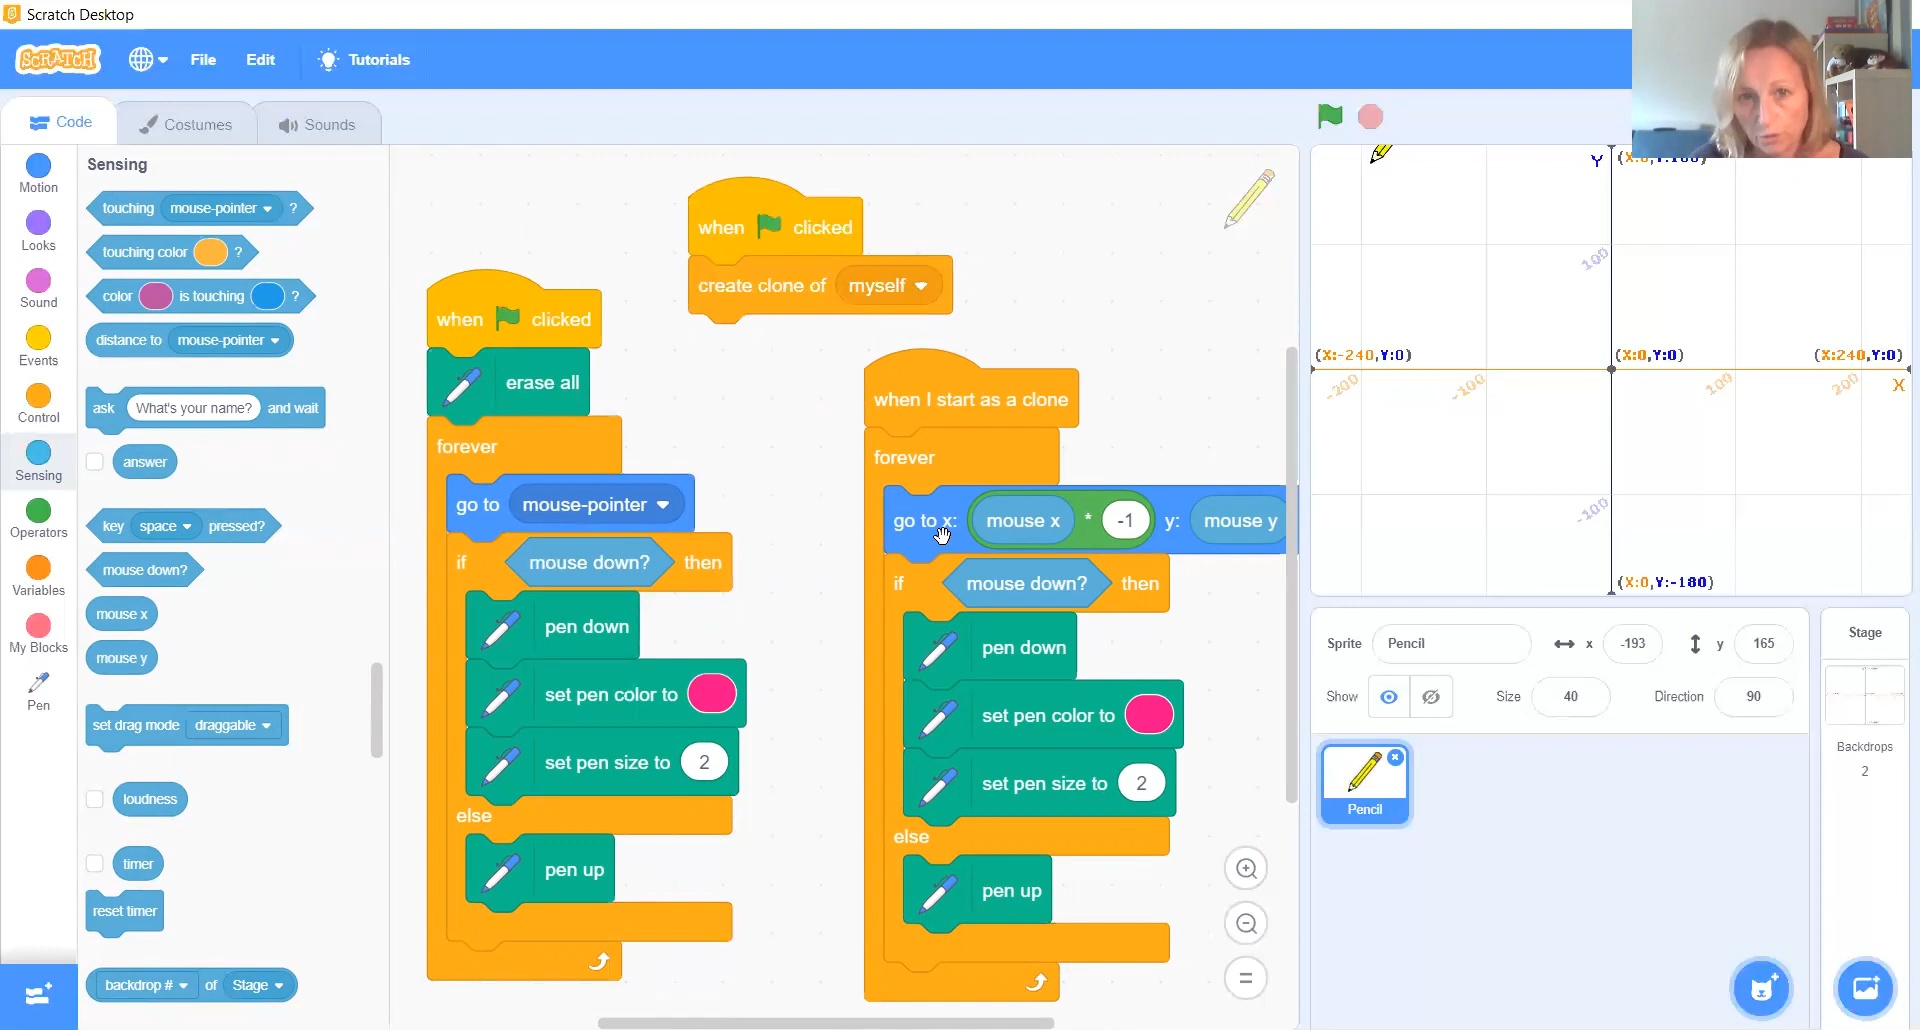 Scratch Desktop
SCRATCH
File
Edit
Tutorials
Code
Costumes
Sounds
Motion
Looks
Sound
Events
Control
Sensing
Operators
Variables
My Blocks
Pen
Sensing
touching mouse-pointer ?
touching color ?
color is touching ?
distance to mouse-pointer
ask What's your name? and wait
answer
key space pressed?
mouse down?
mouse x
mouse y
set drag mode draggable
loudness
timer
reset timer
backdrop # of Stage
when clicked
create clone of myself
when clicked
erase all
forever
go to mouse-pointer
if mouse down? then
pen down
set pen color to
set pen size to 2
else
pen up
when I start as a clone
forever
go to x: mouse x * -1 y: mouse y
if mouse down? then
pen down
set pen color to
set pen size to 2
else
pen up
Y
100
(X:-240,Y:0)
(X:0,Y:0)
(X:240,Y:0)
-200
-100
100
200
X
-100
(X:0,Y:-180)
Sprite Pencil x -193 y 165
Show Size 40 Direction 90
Pencil
Stage
Backdrops
2